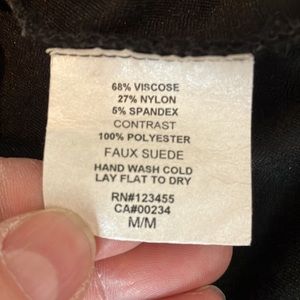 68% VISCOSE
27% NYLON
5% SPANDEX
CONTRAST
100% POLYESTER
FAUX SUEDE
HAND WASH COLD
LAY FLAT TO DRY
RN#123455
CA#00234
M/M